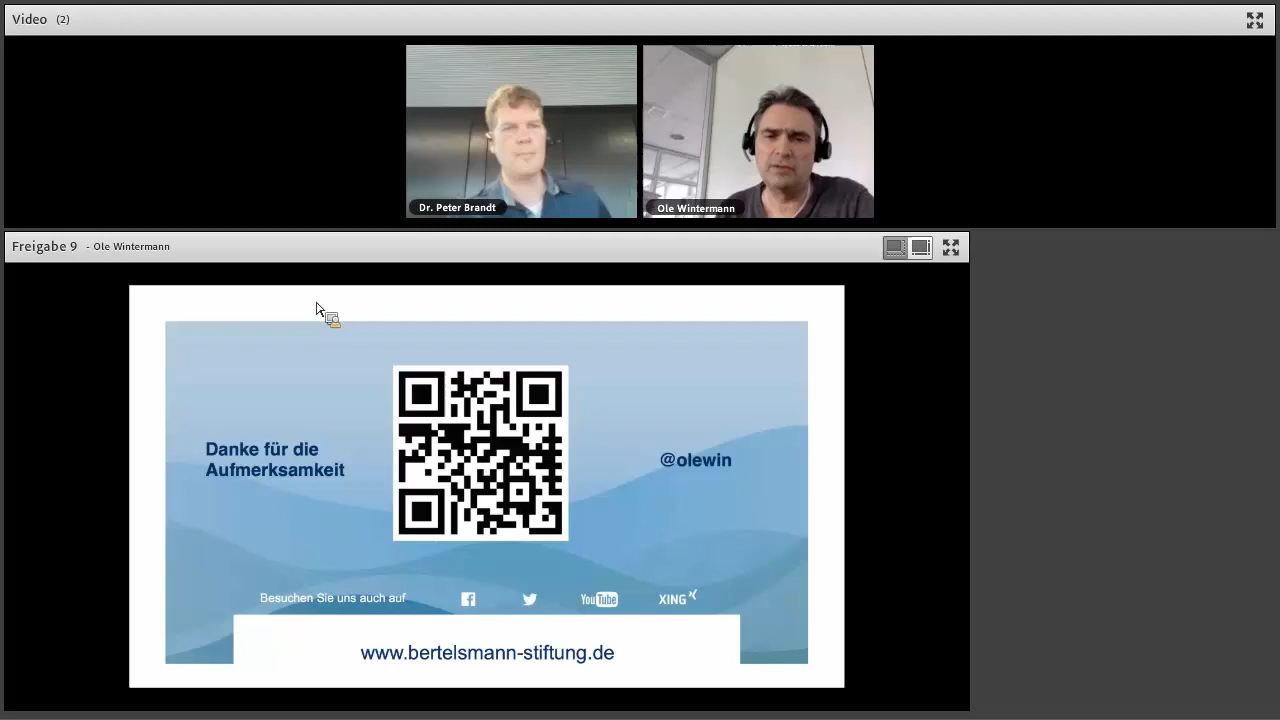 Video (2)
Dr. Peter Brandt
Ole Wintermann
Freigabe 9 - Ole Wintermann
Danke für die
Aufmerksamkeit
@olewin
Besuchen Sie uns auch auf
YouTube
XING
www.bertelsmann-stiftung.de